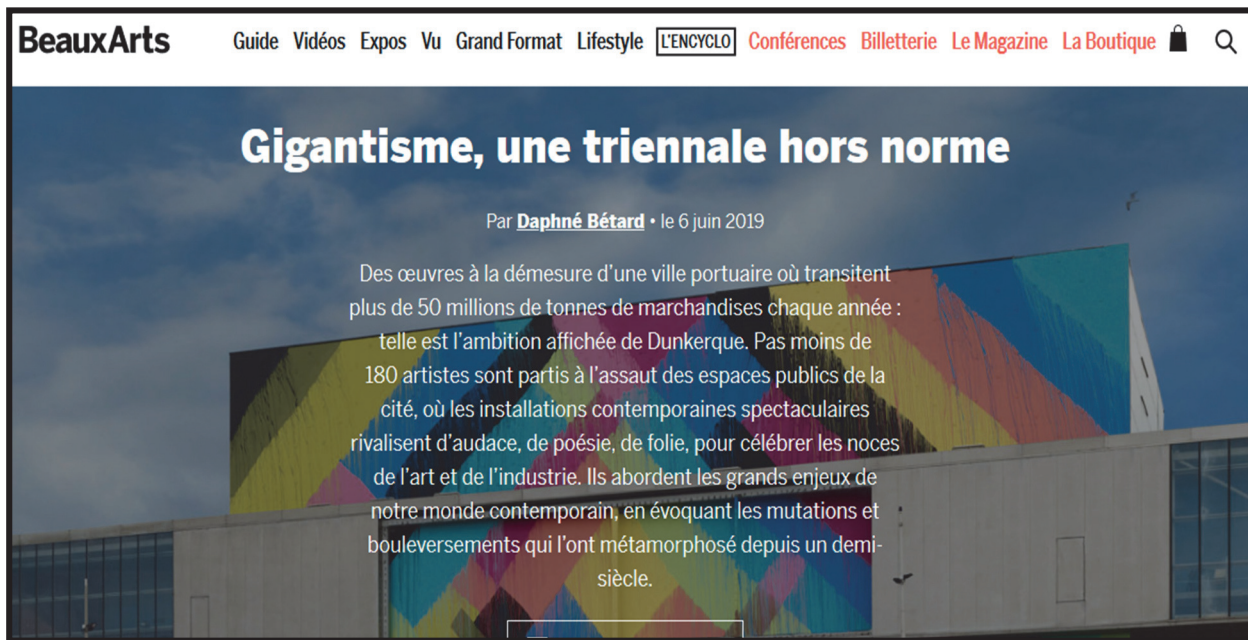 BeauxArts
Guide Vidéos Expos Vu Grand Format Lifestyle L'ENCYCLO Conférences Billetterie Le Magazine La Boutique
Gigantisme, une triennale hors norme
Par Daphné Bétard • le 6 juin 2019
Des œuvres à la démesure d'une ville portuaire où transitent
plus de 50 millions de tonnes de marchandises chaque année :
telle est l'ambition affichée de Dunkerque. Pas moins de
180 artistes sont partis à l'assaut des espaces publics de la
cité, où les installations contemporaines spectaculaires
rivalisent d'audace, de poésie, de folie, pour célébrer les noces
de l'art et de l'industrie. Ils abordent les grands enjeux de
notre monde contemporain, en évoquant les mutations et
bouleversements qui l'ont métamorphosé depuis un demi-
siècle.